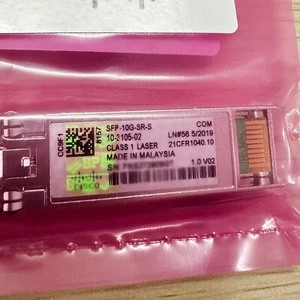 SFP-10G-SR-S COM
10-3105-02 LN#56 5/2019
CLASS 1 LASER 21CFR1040.10
MADE IN MALAYSIA
SN 1.0 V02